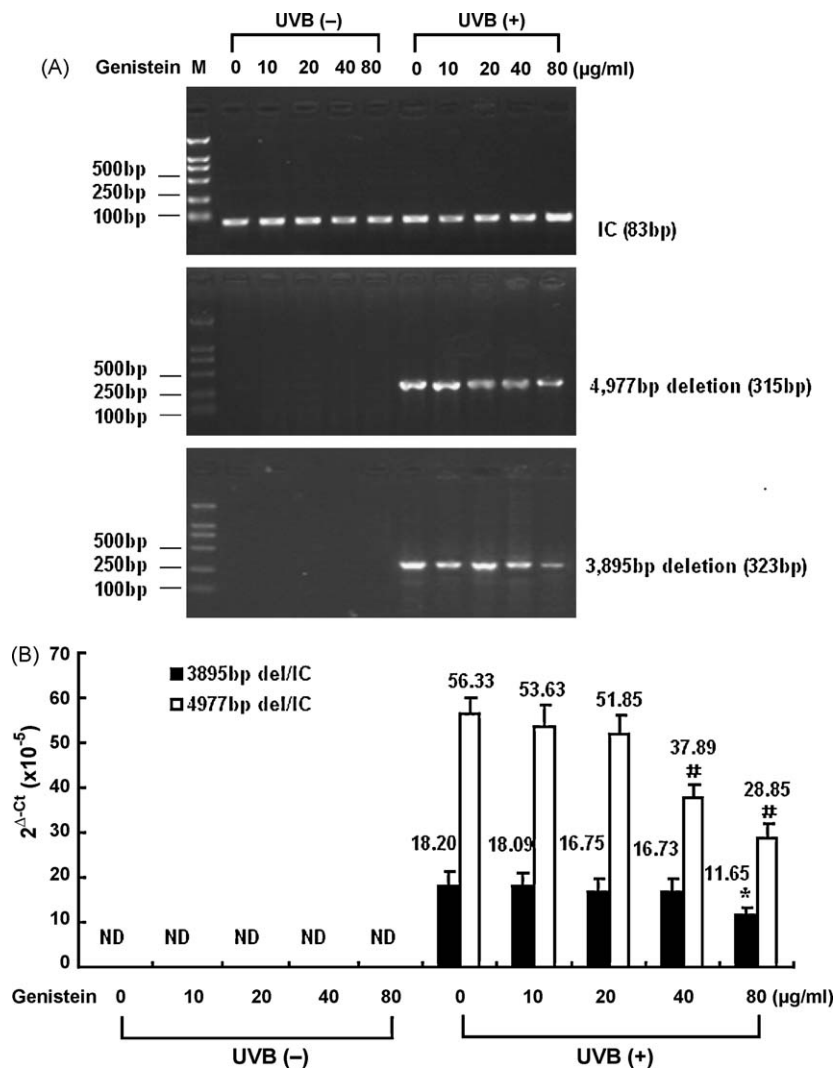 UVB (–) UVB (+)
(A) Genistein M 0 10 20 40 80 0 10 20 40 80 (µg/ml)
500bp
250bp
100bp
IC (83bp)
500bp
250bp
100bp
4,977bp deletion (315bp)
500bp
250bp
100bp
3,895bp deletion (323bp)
(B)
70
60
50
40
30
20
10
0
2^Δ-Ct (x10^-5)
3895bp del/IC
4977bp del/IC
ND ND ND ND ND
18.20 56.33
18.09 53.63
16.75 51.85
16.73 37.89 #
11.65 * 28.85 #
Genistein 0 10 20 40 80 0 10 20 40 80 (µg/ml)
UVB (–) UVB (+)